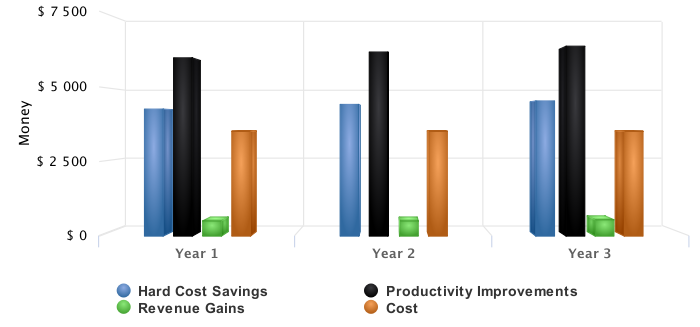 $ 7 500
$ 5 000
$ 2 500
$ 0
Money
Year 1 Year 2 Year 3
Hard Cost Savings Productivity Improvements
Revenue Gains Cost